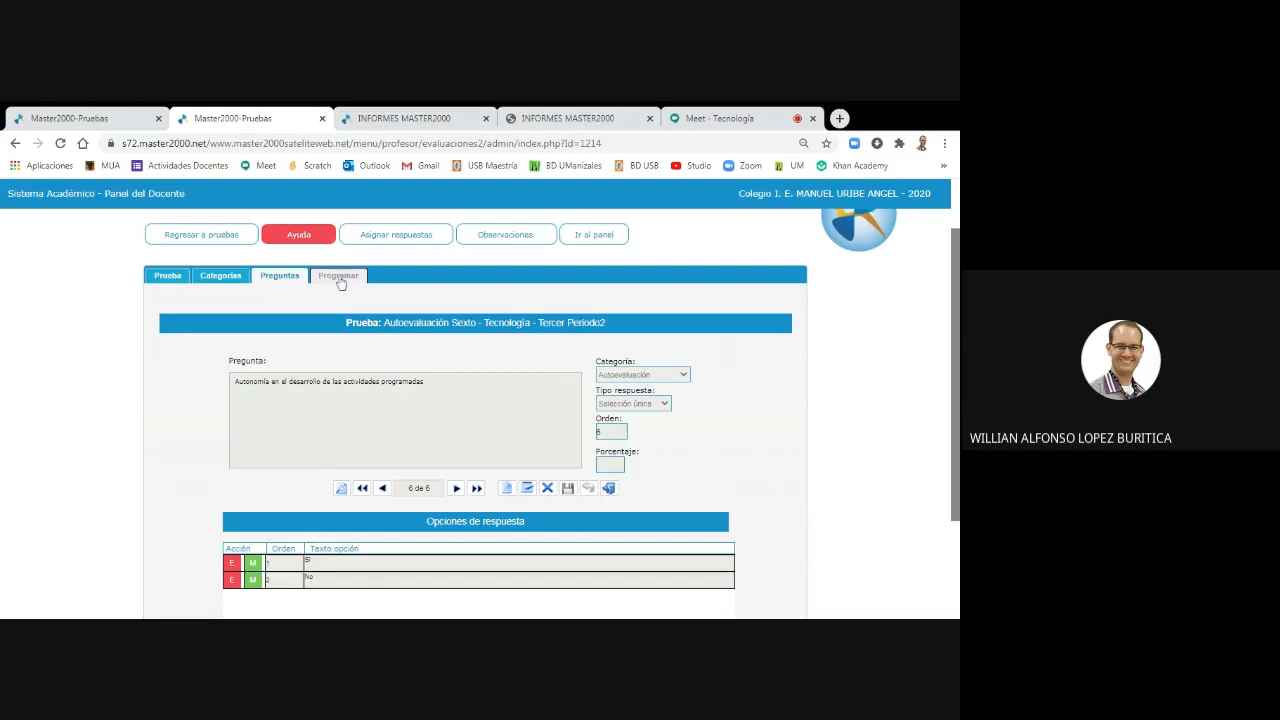 Master2000-Pruebas
Master2000-Pruebas
INFORMES MASTER2000
INFORMES MASTER2000
Meet - Tecnología
s72.master2000.net/www.master2000sateliteweb.net/menu/profesor/evaluaciones2/admin/index.php?Id=1214
Aplicaciones
MUA
Actividades Docentes
Meet
Scratch
Outlook
Gmail
USB Maestría
BD UManizales
BD USB
Studio
Zoom
UM
Khan Academy
»
Sistema Académico - Panel del Docente
Colegio I. E. MANUEL URIBE ANGEL - 2020
Regresar a pruebas
Ayuda
Asignar respuestas
Observaciones
Ir al panel
Prueba
Categorías
Preguntas
Programar
Prueba: Autoevaluación Sexto - Tecnología - Tercer Periodo2
Pregunta:
Autonomía en el desarrollo de las actividades programadas
Categoría:
Autoevaluación
Tipo respuesta:
Selección única
Orden:
6
Porcentaje:
6 de 6
Opciones de respuesta
Acción Orden Texto opción
E M 1 Si
E M 2 No
WILLIAN ALFONSO LOPEZ BURITICA